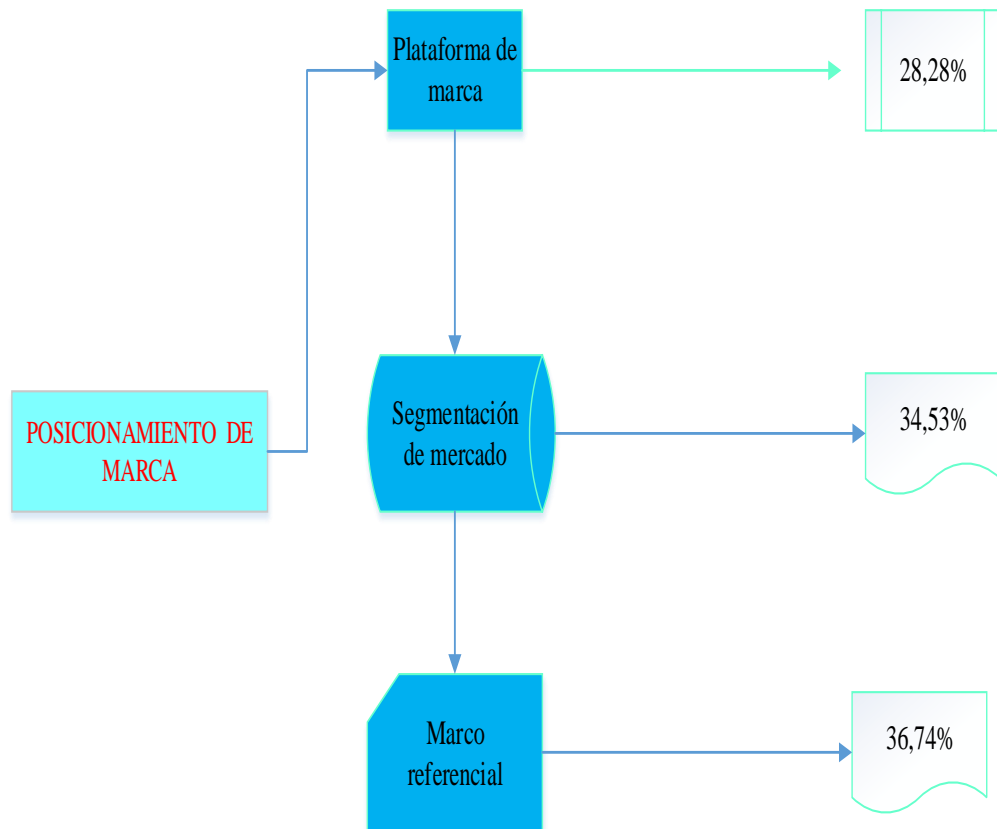 Plataforma de
marca
28,28%
POSICIONAMIENTO DE
MARCA
Segmentación
de mercado
34,53%
Marco
referencial
36,74%